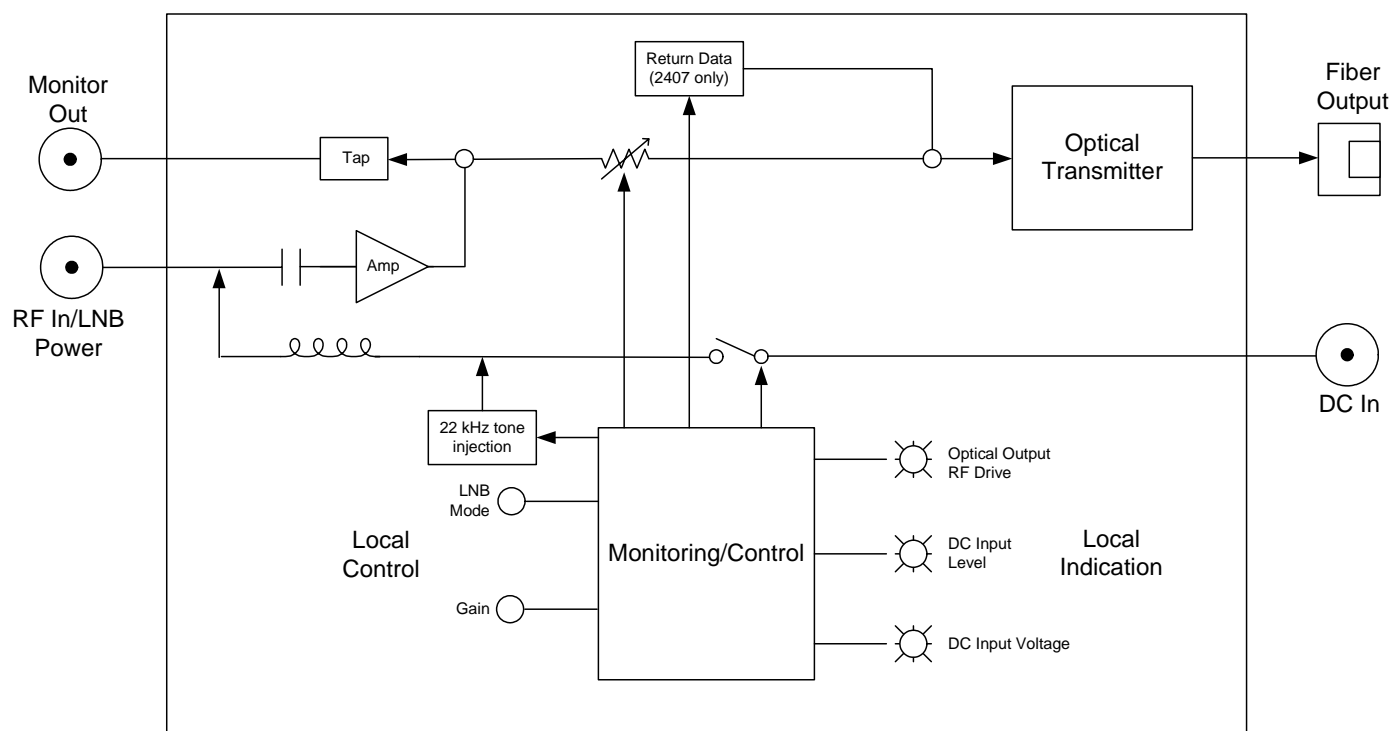 Monitor
Out
Return Data
(2407 only)
Fiber
Output
Tap
Optical
Transmitter
Amp
RF In/LNB
Power
DC In
22 kHz tone
injection
Optical Output
RF Drive
LNB
Mode
Local
Control
Monitoring/Control
DC Input
Level
Local
Indication
Gain
DC Input Voltage